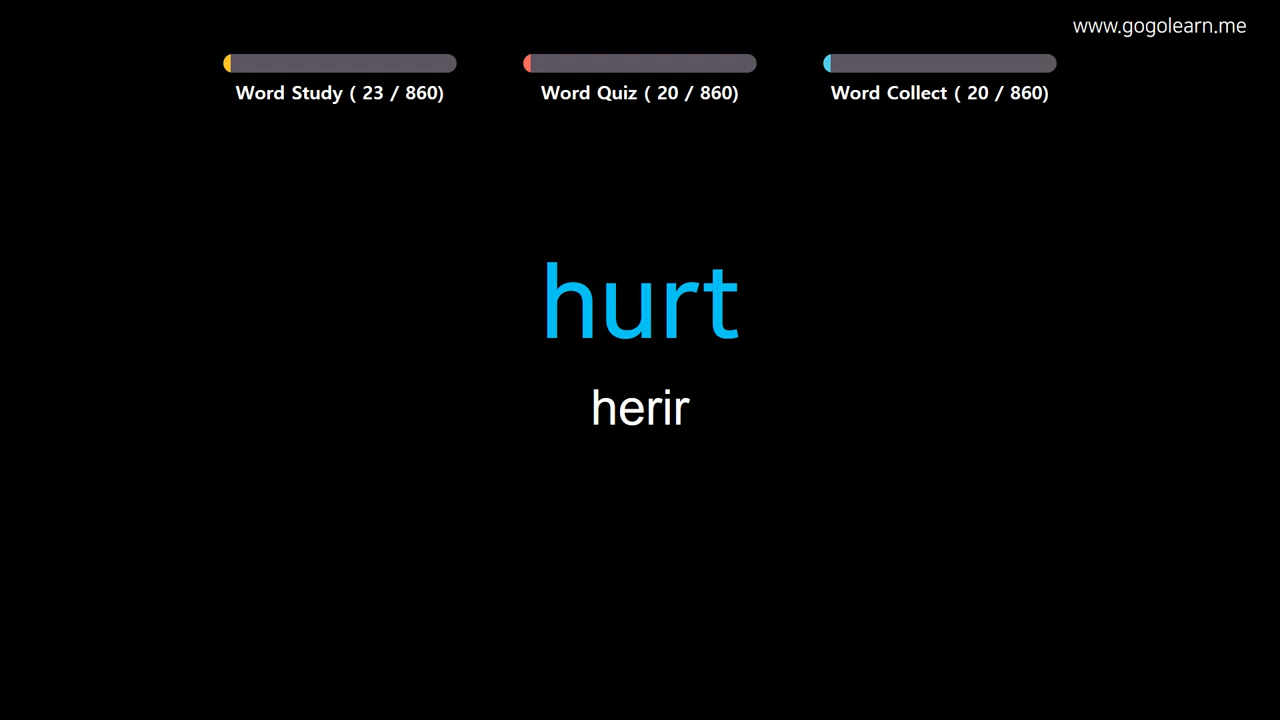 www.gogolearn.me
Word Study ( 23 / 860)
Word Quiz ( 20 / 860)
Word Collect ( 20 / 860)
hurt
herir